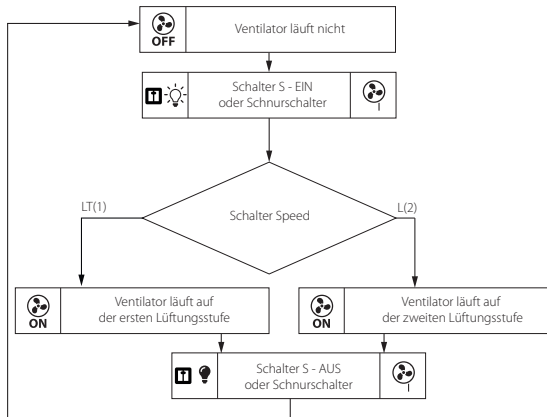 OFF
Ventilator läuft nicht
Schalter S - EIN
oder Schnurschalter
LT(1)
Schalter Speed
L(2)
ON
Ventilator läuft auf
der ersten Lüftungsstufe
ON
Ventilator läuft auf
der zweiten Lüftungsstufe
Schalter S - AUS
oder Schnurschalter